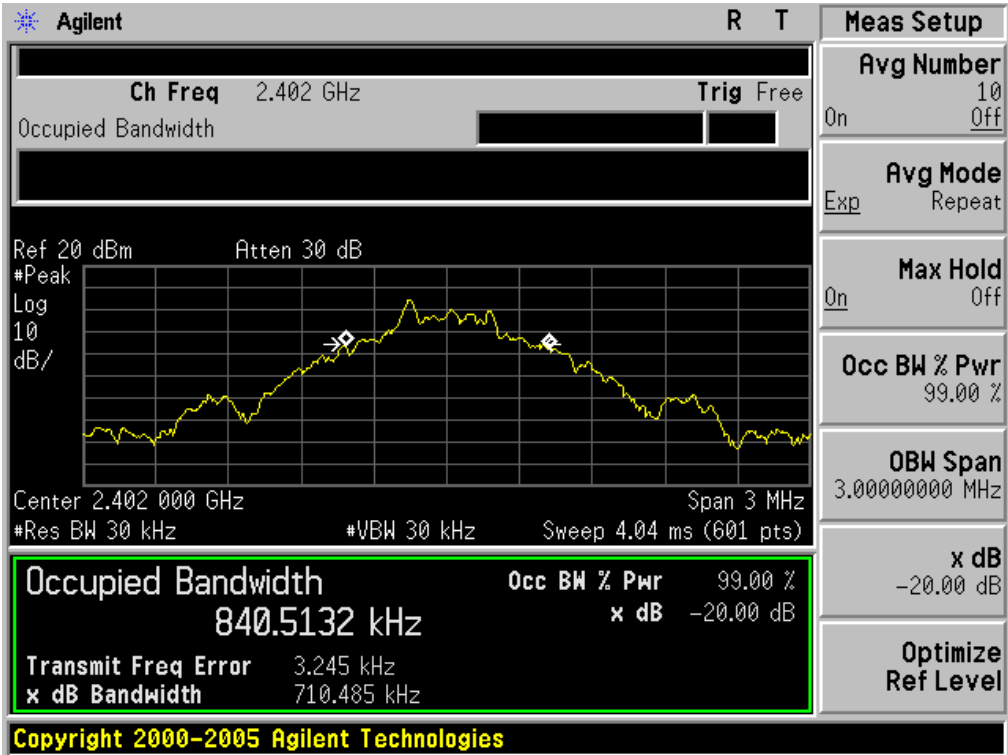 Agilent R T
Ch Freq 2.402 GHz Trig Free
Occupied Bandwidth
Ref 20 dBm Atten 30 dB
#Peak
Log
10
dB/
Center 2.402 000 GHz Span 3 MHz
#Res BW 30 kHz #VBW 30 kHz Sweep 4.04 ms (601 pts)
Occupied Bandwidth Occ BW % Pwr 99.00 %
840.5132 kHz x dB -20.00 dB
Transmit Freq Error 3.245 kHz
x dB Bandwidth 710.485 kHz
Copyright 2000-2005 Agilent Technologies
Meas Setup
Avg Number
10
On Off
Avg Mode
Exp Repeat
Max Hold
On Off
Occ BW % Pwr
99.00 %
OBW Span
3.00000000 MHz
x dB
-20.00 dB
Optimize
Ref Level